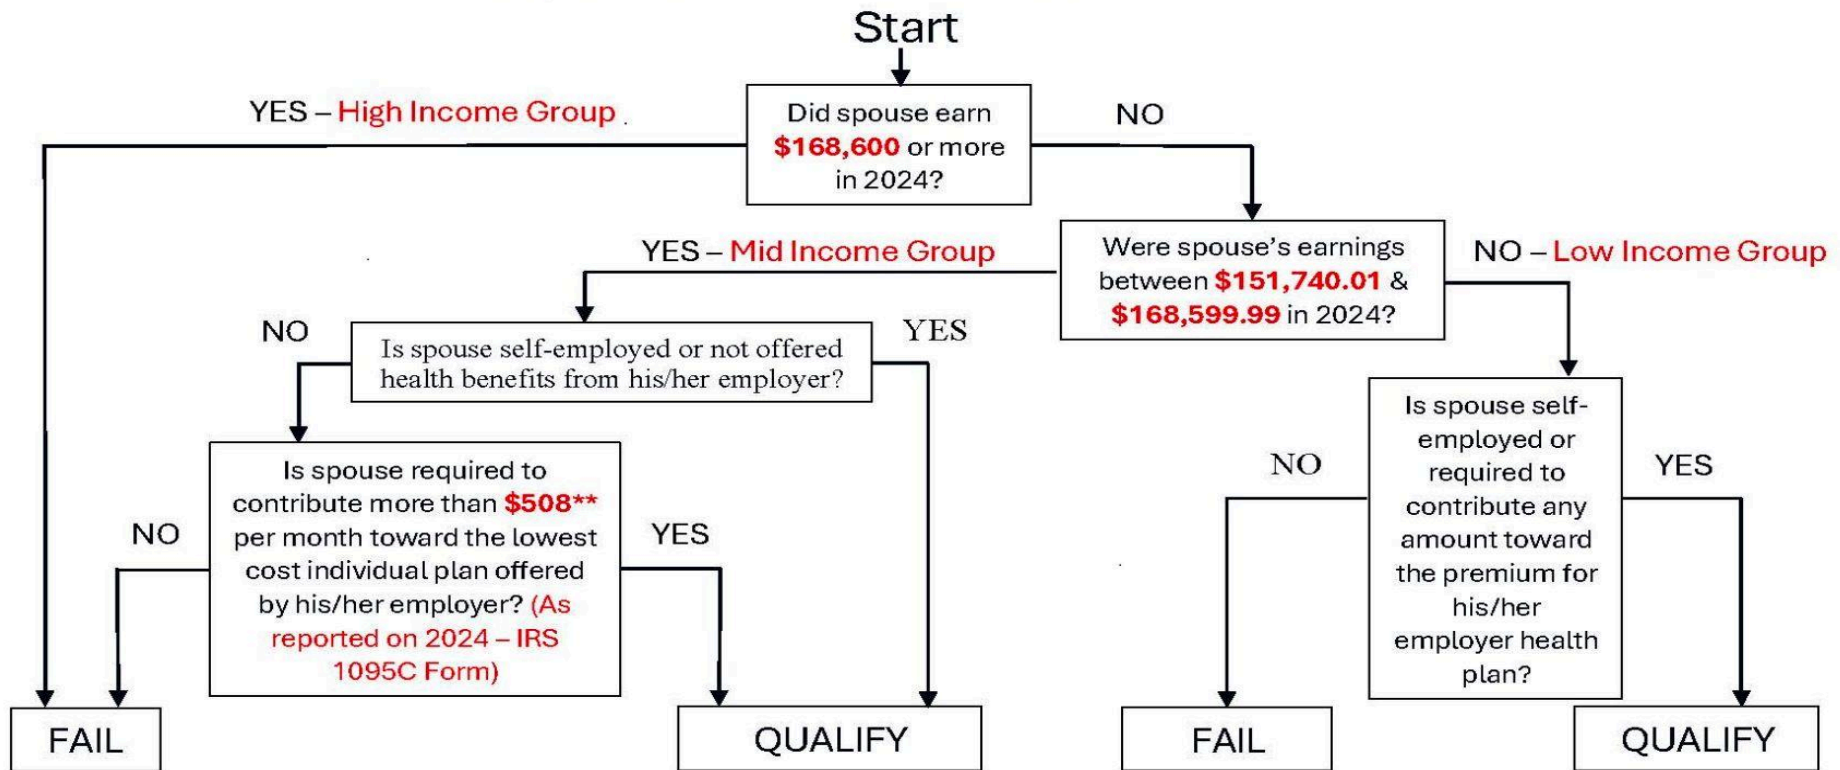 Start
YES – High Income Group
Did spouse earn
$168,600 or more
in 2024?
NO
YES – Mid Income Group
Were spouse's earnings
between $151,740.01 &
$168,599.99 in 2024?
NO – Low Income Group
NO
Is spouse self-employed or not offered
health benefits from his/her employer?
YES
NO
Is spouse required to
contribute more than $508**
per month toward the lowest
cost individual plan offered
by his/her employer? (As
reported on 2024 – IRS
1095C Form)
YES
NO
Is spouse self-
employed or
required to
contribute any
amount toward
the premium for
his/her
employer health
plan?
YES
FAIL
QUALIFY
FAIL
QUALIFY